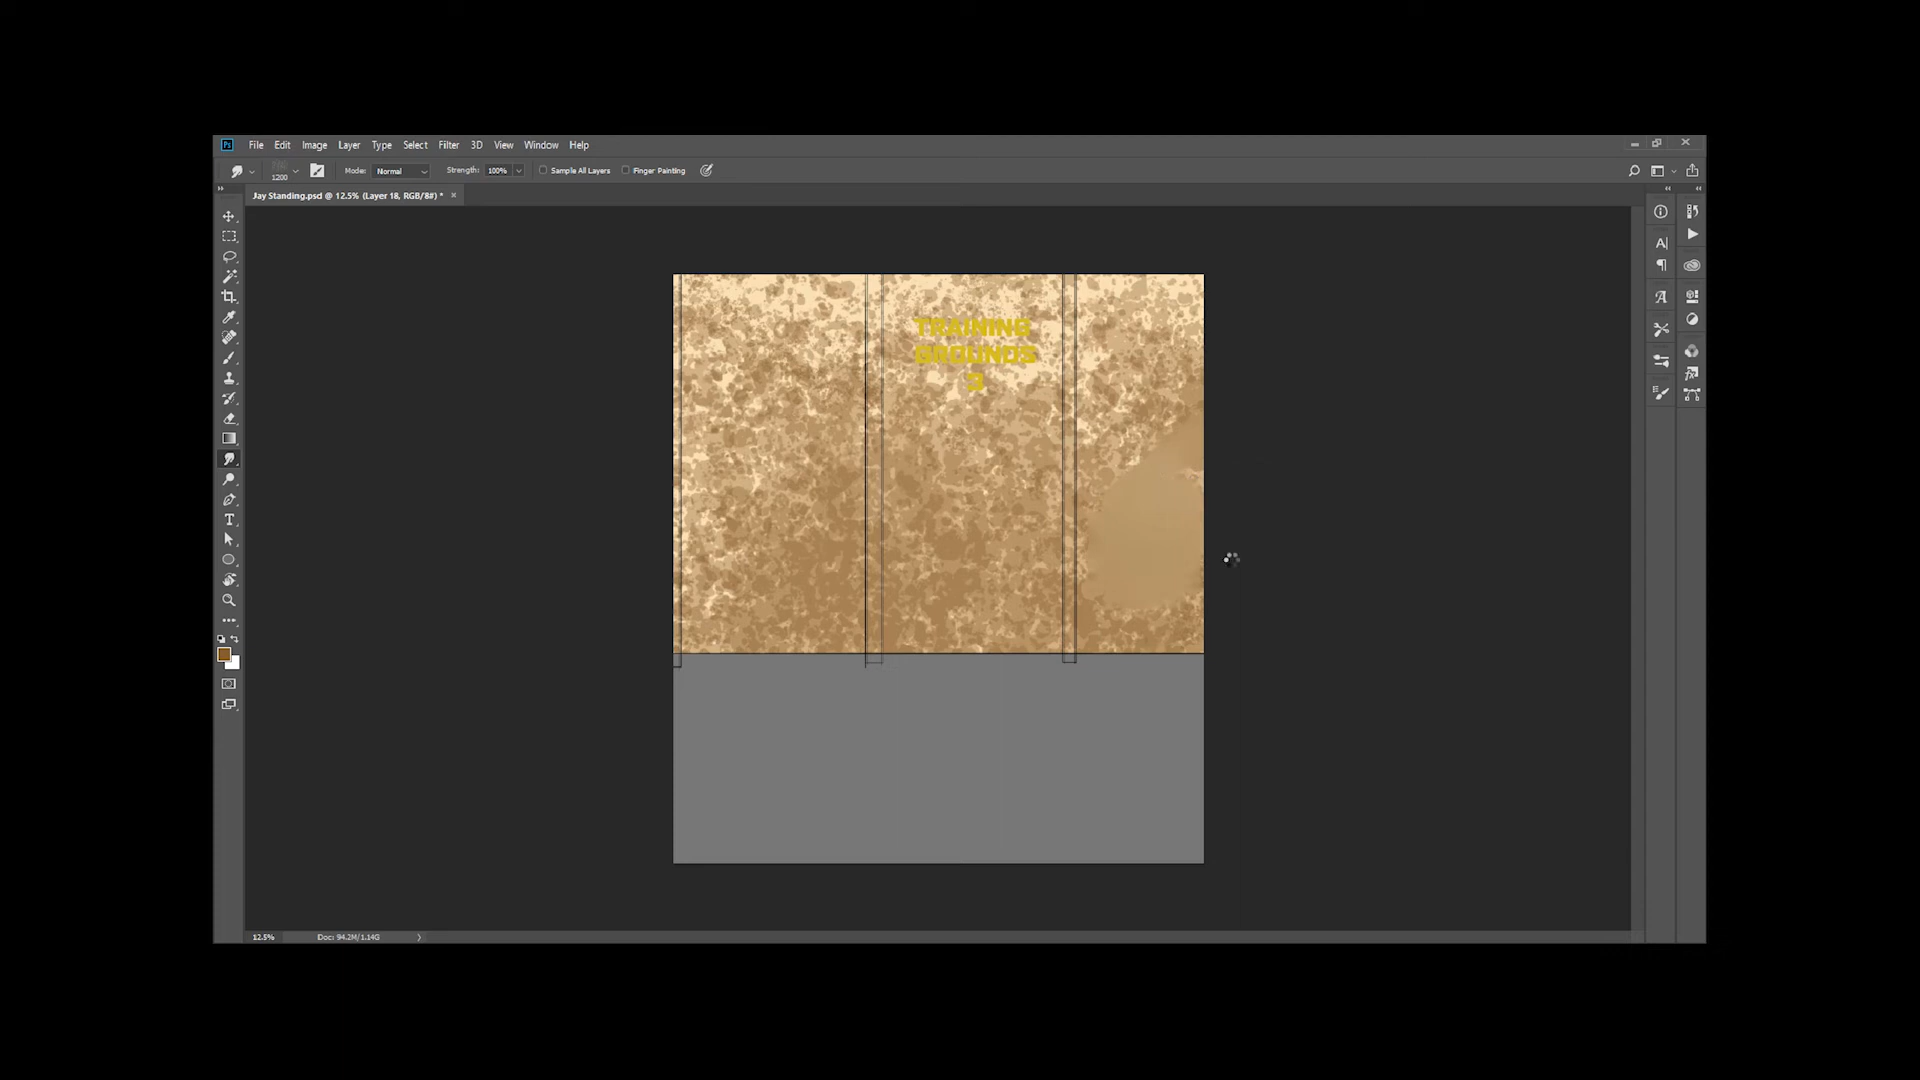 Ps File Edit Image Layer Type Select Filter 3D View Window Help
1200 Mode: Normal Strength: 100% Sample All Layers Finger Painting
Jay Standing.psd @ 12.5% (Layer 18, RGB/8#) *
TRAINING
GROUNDS
3
12.5% Doc: 94.2M/1.14G